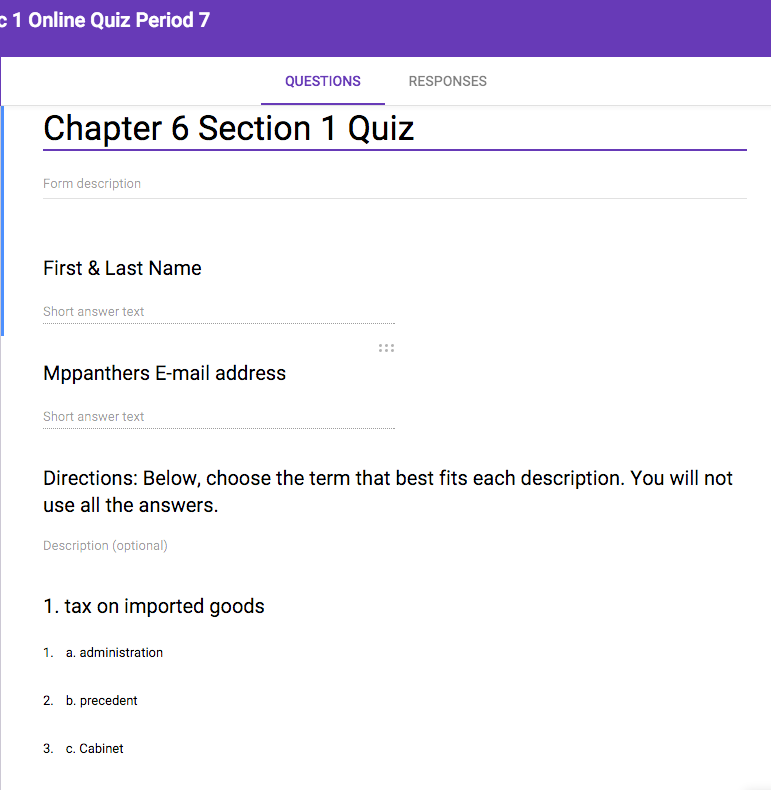 c 1 Online Quiz Period 7
QUESTIONS RESPONSES
Chapter 6 Section 1 Quiz
Form description
First & Last Name
Short answer text
Mppanthers E-mail address
Short answer text
Directions: Below, choose the term that best fits each description. You will not
use all the answers.
Description (optional)
1. tax on imported goods
1. a. administration
2. b. precedent
3. c. Cabinet